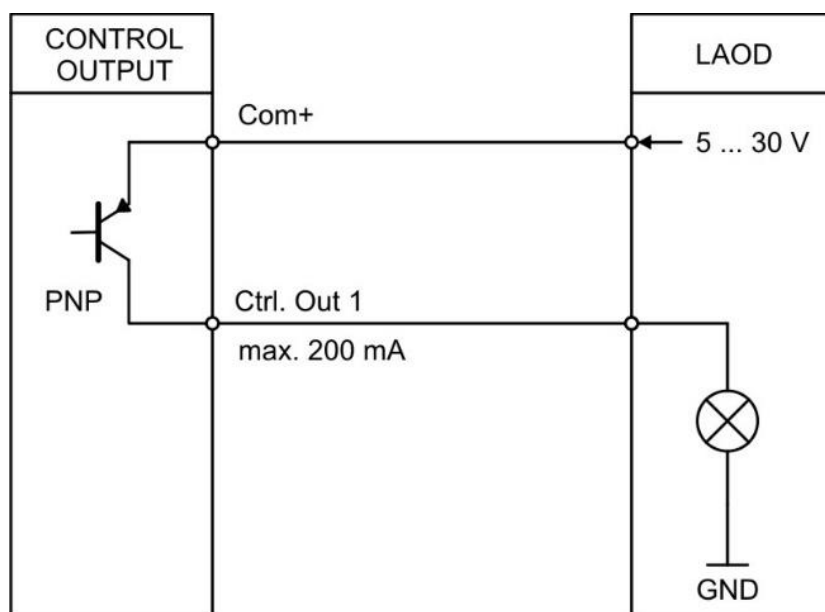 CONTROL
OUTPUT
LAOD
Com+
5 ... 30 V
PNP
Ctrl. Out 1
max. 200 mA
GND